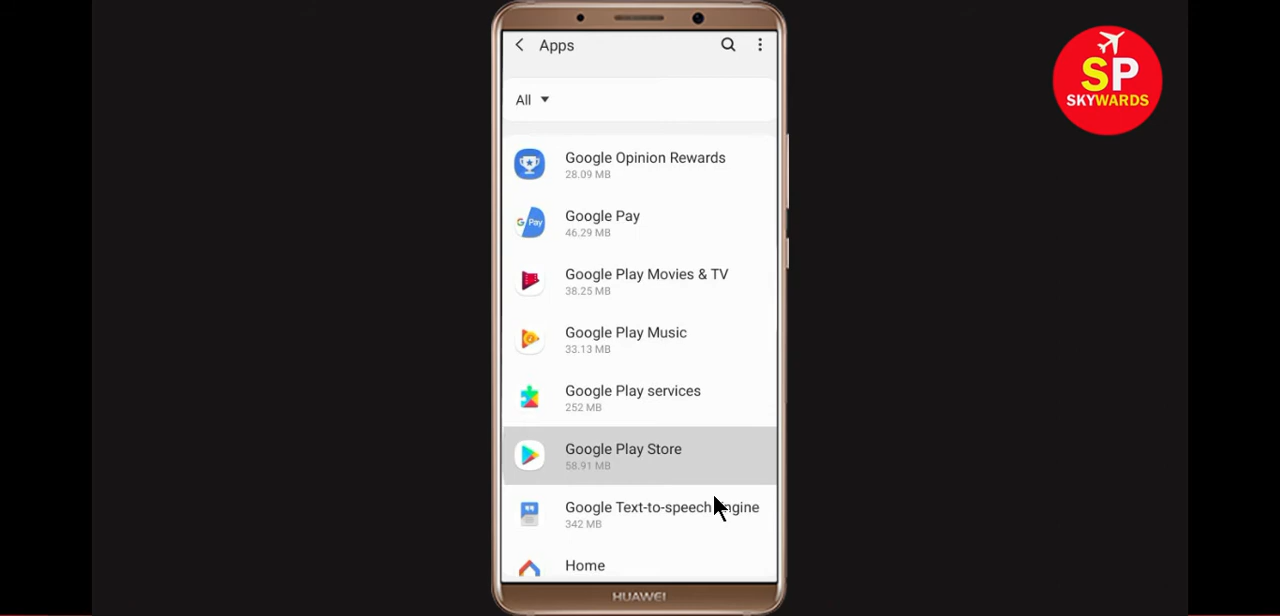 Apps
All
Google Opinion Rewards
28.09 MB
G Pay
Google Pay
46.29 MB
Google Play Movies & TV
38.25 MB
Google Play Music
33.13 MB
Google Play services
252 MB
Google Play Store
58.91 MB
Google Text-to-speech engine
342 MB
Home
HUAWEI
SP
SKYWARDS